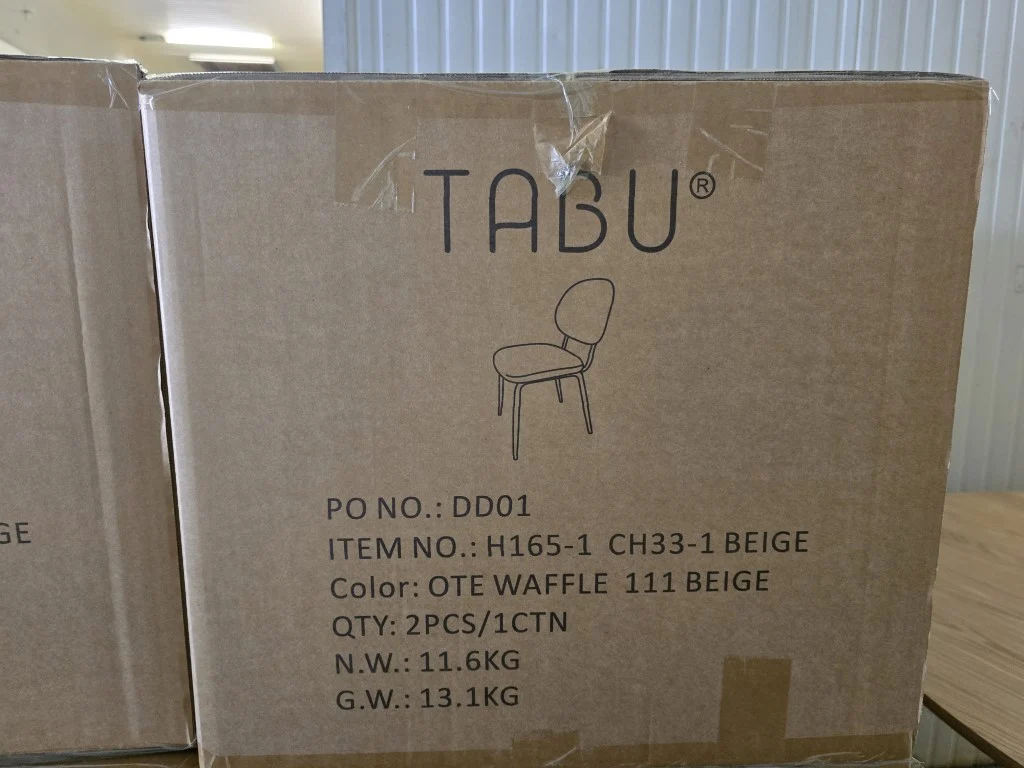 TABU®
PO NO.: DD01
ITEM NO.: H165-1 CH33-1 BEIGE
Color: OTE WAFFLE 111 BEIGE
QTY: 2PCS/1CTN
N.W.: 11.6KG
G.W.: 13.1KG
GE